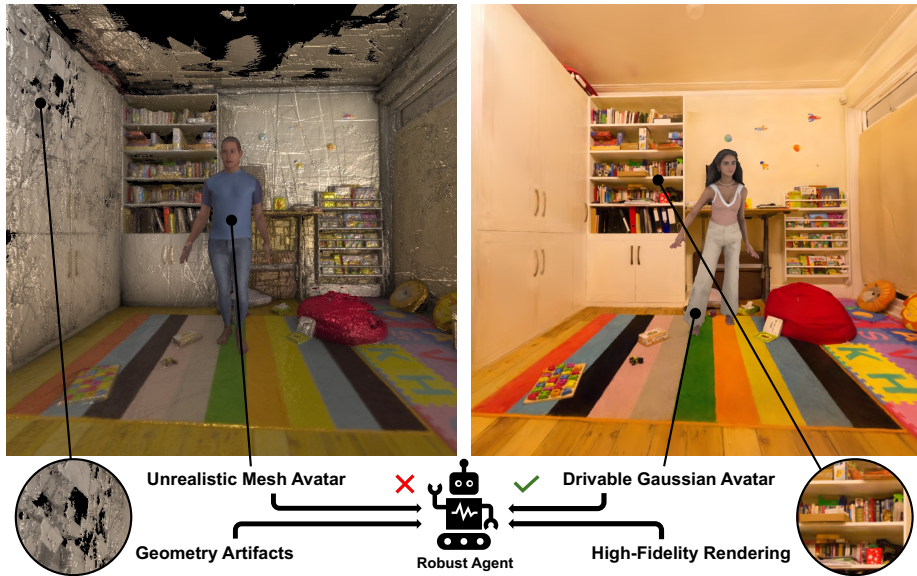 Unrealistic Mesh Avatar
Drivable Gaussian Avatar
Geometry Artifacts
High-Fidelity Rendering
Robust Agent
K
H